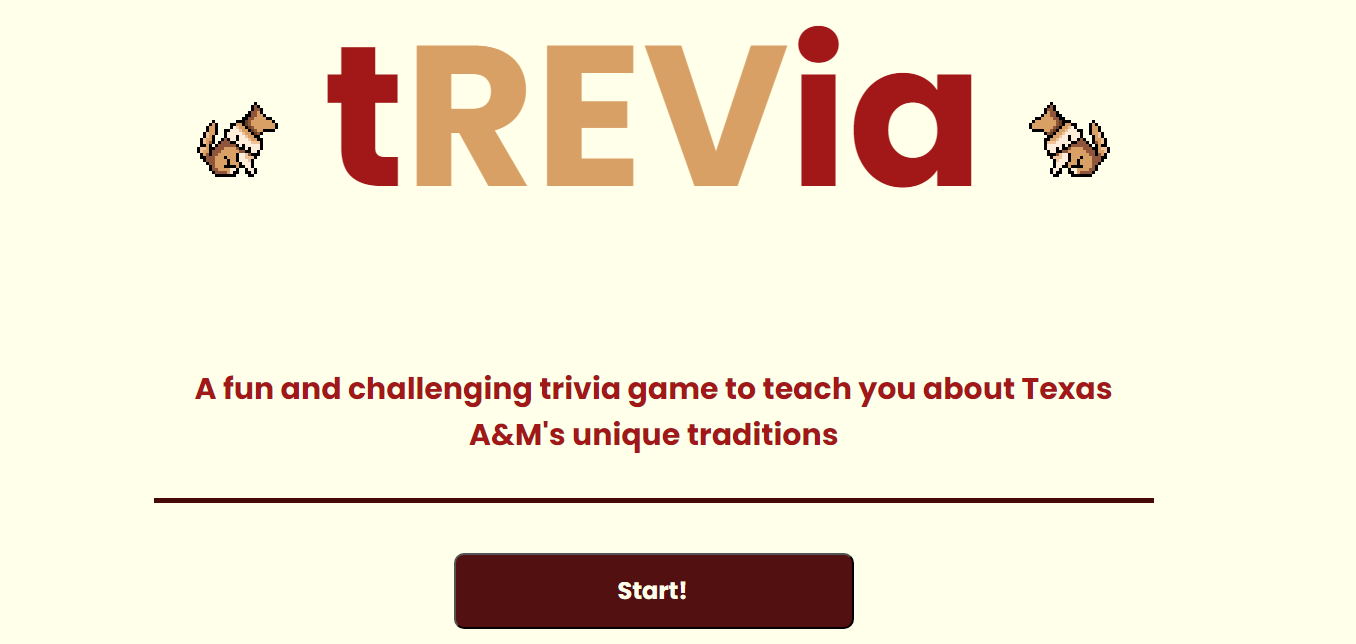 tREVia
A fun and challenging trivia game to teach you about Texas
A&M's unique traditions
Start!